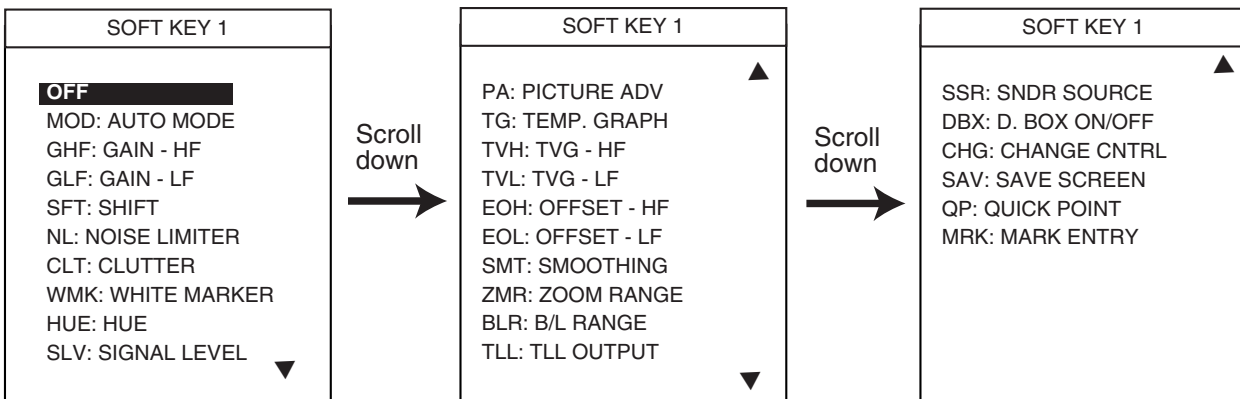 SOFT KEY 1
OFF
MOD: AUTO MODE
GHF: GAIN - HF
GLF: GAIN - LF
SFT: SHIFT
NL: NOISE LIMITER
CLT: CLUTTER
WMK: WHITE MARKER
HUE: HUE
SLV: SIGNAL LEVEL
Scroll
down
SOFT KEY 1
PA: PICTURE ADV
TG: TEMP. GRAPH
TVH: TVG - HF
TVL: TVG - LF
EOH: OFFSET - HF
EOL: OFFSET - LF
SMT: SMOOTHING
ZMR: ZOOM RANGE
BLR: B/L RANGE
TLL: TLL OUTPUT
Scroll
down
SOFT KEY 1
SSR: SNDR SOURCE
DBX: D. BOX ON/OFF
CHG: CHANGE CNTRL
SAV: SAVE SCREEN
QP: QUICK POINT
MRK: MARK ENTRY